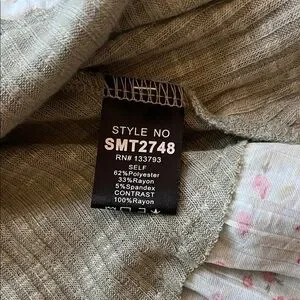 STYLE NO
SMT2748
RN# 133793
SELF
62%Polyester
33%Rayon
5%Spandex
CONTRAST
100%Rayon